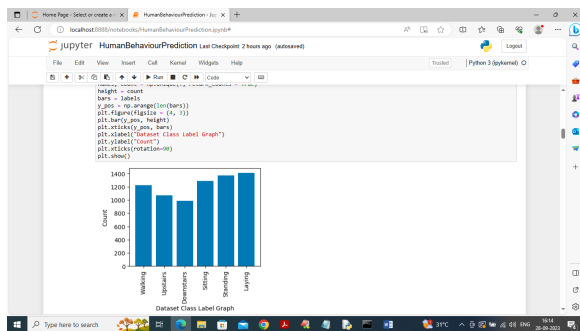 Home Page - Select or create a n
HumanBehaviourPrediction - Jup
localhost:8888/notebooks/HumanBehaviourPrediction.ipynb#
jupyter HumanBehaviourPrediction Last Checkpoint: 2 hours ago (autosaved)
Logout
File Edit View Insert Cell Kernel Widgets Help
Trusted
Python 3 (ipykernel)
Run
Code
height = count
bars = labels
y_pos = np.arange(len(bars))
plt.figure(figsize = (4, 3))
plt.bar(y_pos, height)
plt.xticks(y_pos, bars)
plt.xlabel("Dataset Class Label Graph")
plt.ylabel("Count")
plt.xticks(rotation=90)
plt.show()
1400
1200
1000
800
600
400
200
0
Count
Walking
Upstairs
Downstairs
Sitting
Standing
Laying
Dataset Class Label Graph
Type here to search
31°C
ENG
16:14
28-09-2023